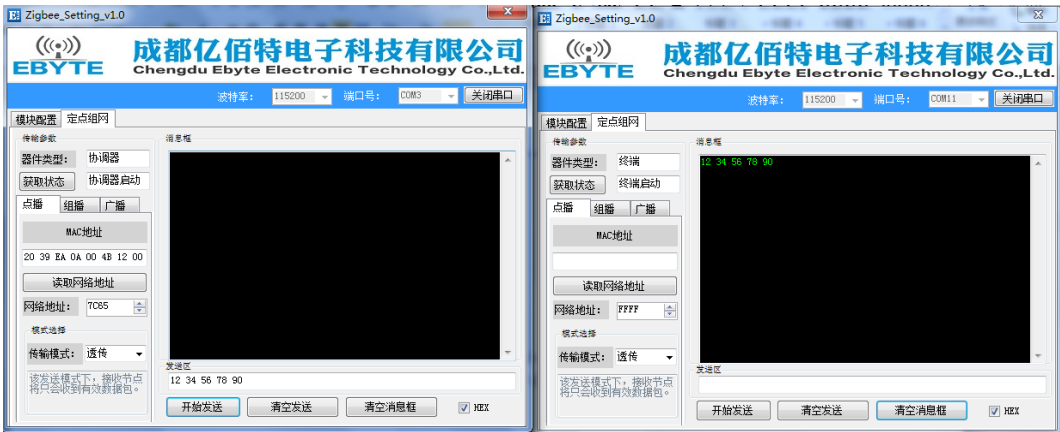 Zigbee_Setting_v1.0
((•)) EBYTE
成都亿佰特电子科技有限公司
Chengdu Ebyte Electronic Technology Co.,Ltd.
波特率： 115200 端口号： COM3 关闭串口
模块配置 定点组网
传输参数 消息框
器件类型： 协调器
获取状态 协调器启动
点播 组播 广播
MAC地址
20 39 EA 0A 00 4B 12 00
读取网络地址
网络地址： 7C65
模式选择
传输模式： 透传
该发送模式下，接收节点
将只会收到有效数据包。
发送区
12 34 56 78 90
开始发送 清空发送 清空消息框 HEX
Zigbee_Setting_v1.0
((•)) EBYTE
成都亿佰特电子科技有限公司
Chengdu Ebyte Electronic Technology Co.,Ltd.
波特率： 115200 端口号： COM11 关闭串口
模块配置 定点组网
传输参数 消息框
器件类型： 终端
12 34 56 78 90
获取状态 终端启动
点播 组播 广播
MAC地址
读取网络地址
网络地址： FFFF
模式选择
传输模式： 透传
该发送模式下，接收节点
将只会收到有效数据包。
发送区
开始发送 清空发送 清空消息框 HEX